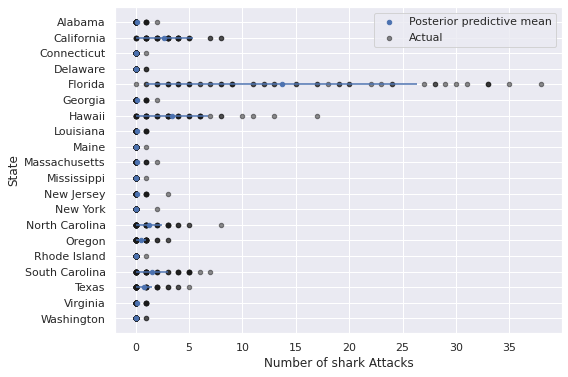 Posterior predictive mean
Actual
State
Alabama
California
Connecticut
Delaware
Florida
Georgia
Hawaii
Louisiana
Maine
Massachusetts
Mississippi
New Jersey
New York
North Carolina
Oregon
Rhode Island
South Carolina
Texas
Virginia
Washington
0 5 10 15 20 25 30 35
Number of shark Attacks